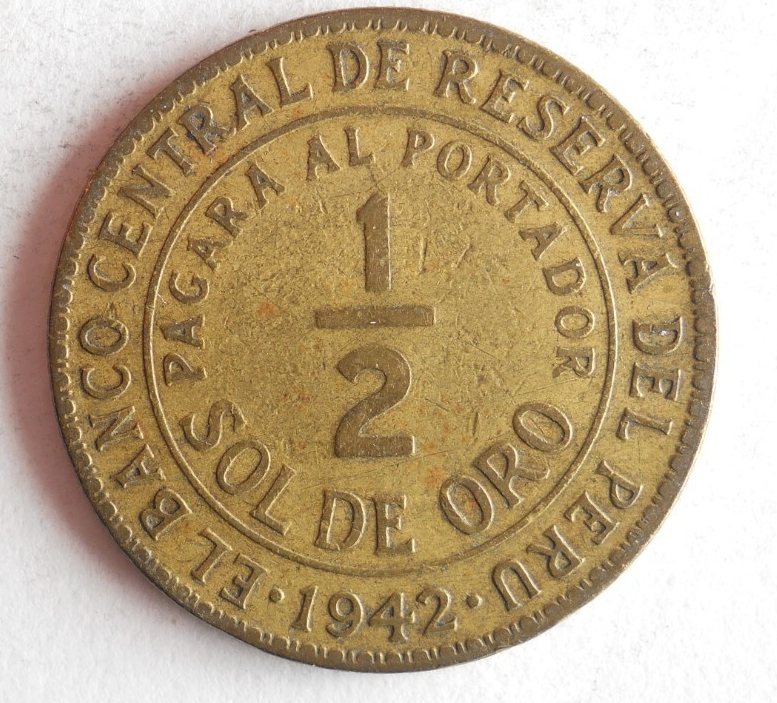 EL BANCO CENTRAL DE RESERVA DEL PERU
PAGARA AL PORTADOR
1
2
SOL DE ORO
· 1942 ·